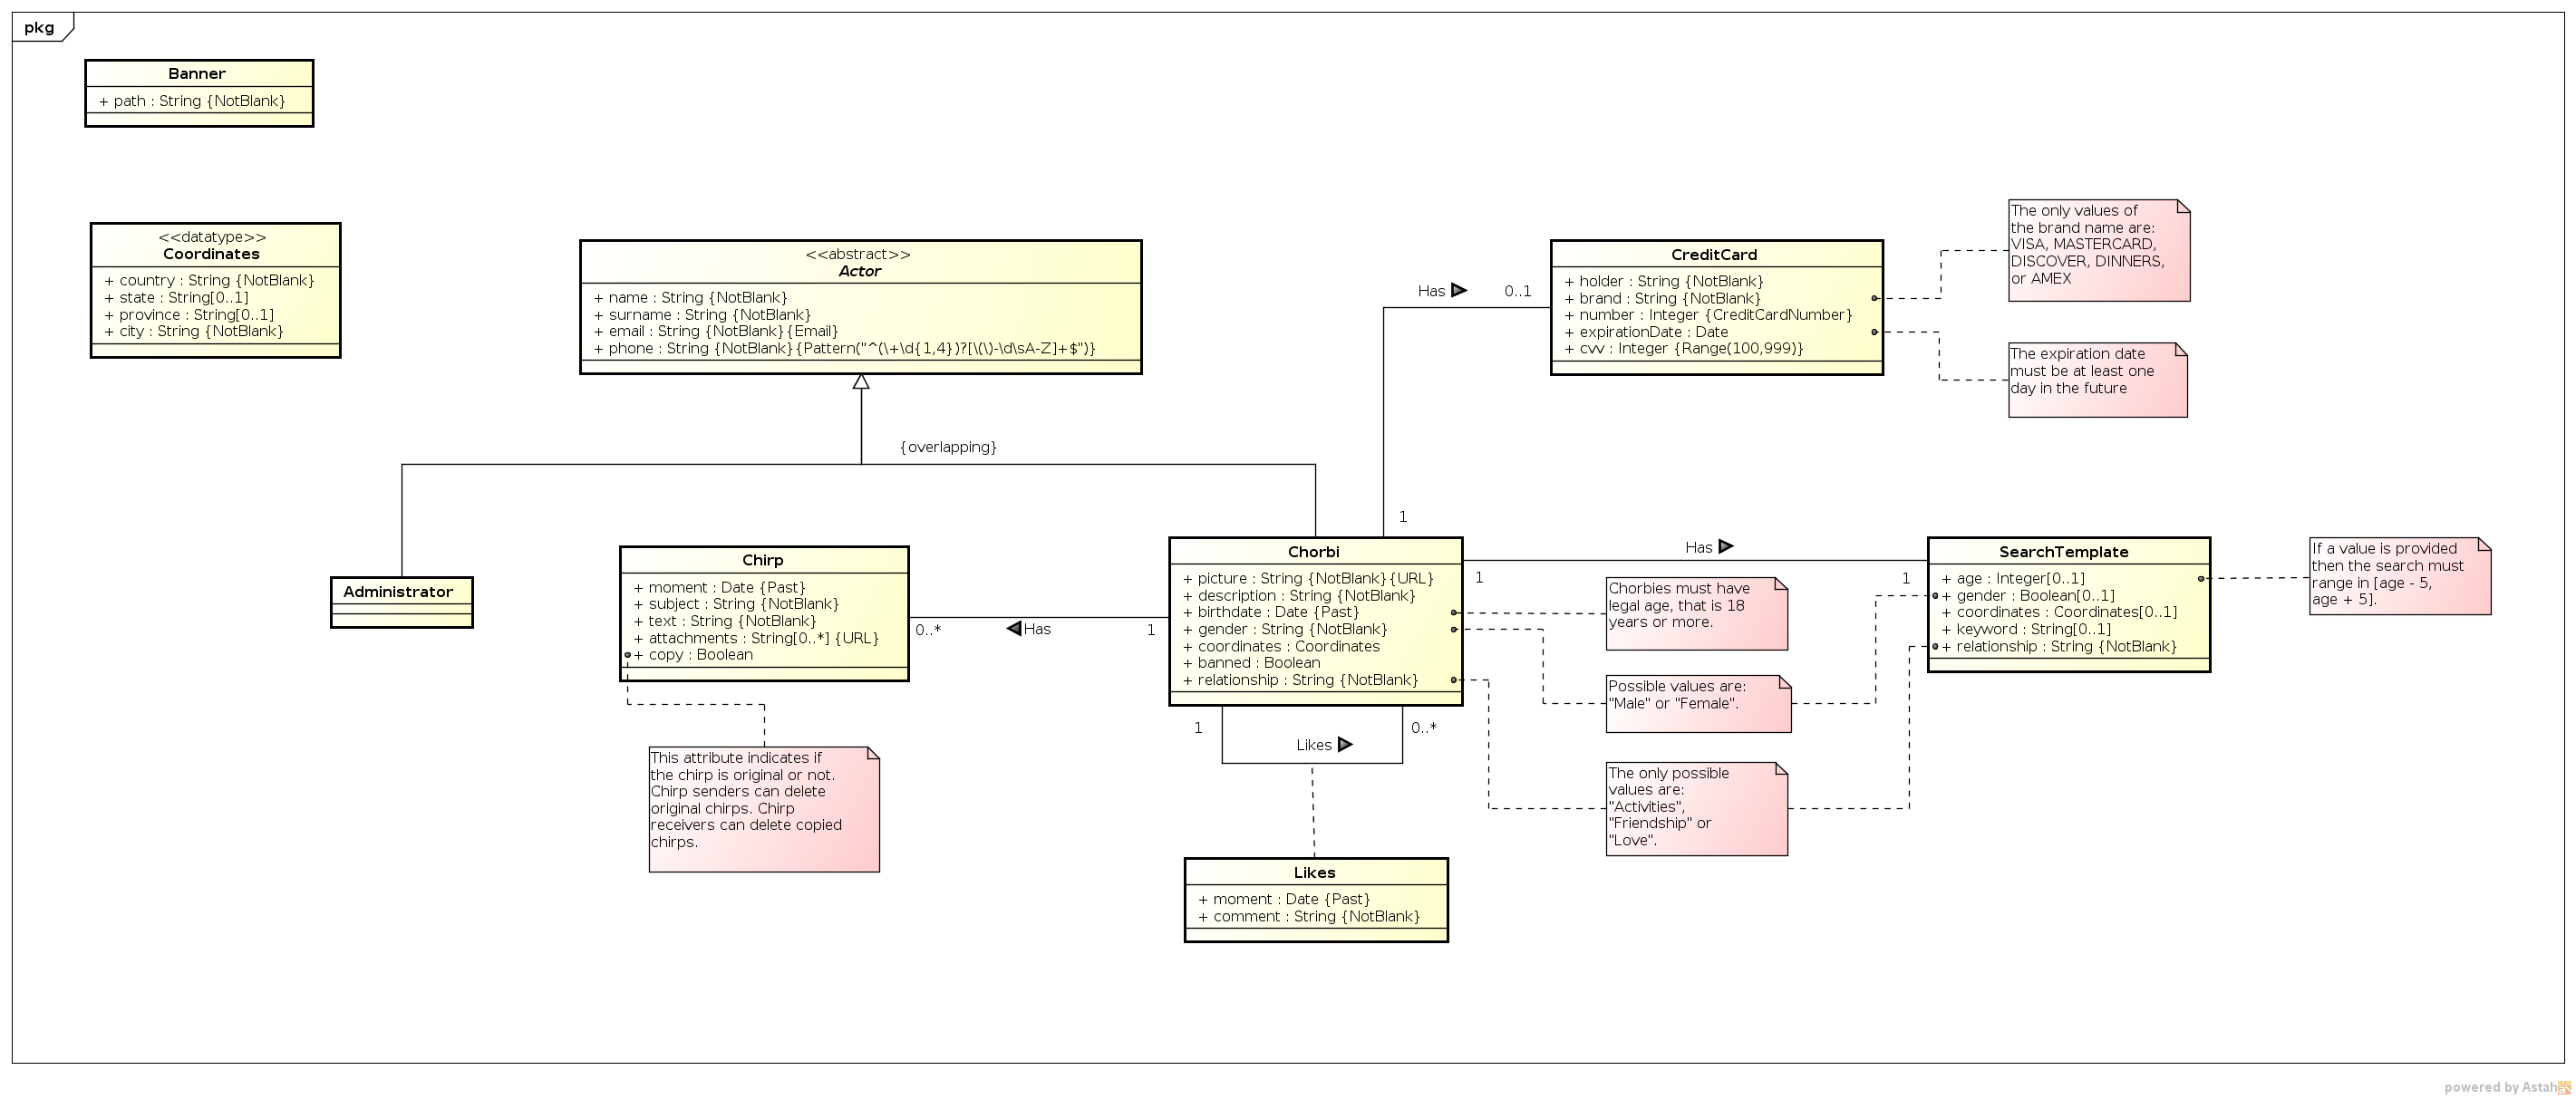 pkg
Banner
+ path : String {NotBlank}
<<datatype>>
Coordinates
+ country : String {NotBlank}
+ state : String[0..1]
+ province : String[0..1]
+ city : String {NotBlank}
<<abstract>>
Actor
+ name : String {NotBlank}
+ surname : String {NotBlank}
+ email : String {NotBlank}{Email}
+ phone : String {NotBlank}{Pattern("^(\+\d{1,4})?[\(\)-\d\sA-Z]+$")}
{overlapping}
Has
0..1
1
CreditCard
+ holder : String {NotBlank}
+ brand : String {NotBlank}
+ number : Integer {CreditCardNumber}
+ expirationDate : Date
+ cvv : Integer {Range(100,999)}
The only values of
the brand name are:
VISA, MASTERCARD,
DISCOVER, DINNERS,
or AMEX
The expiration date
must be at least one
day in the future
Administrator
Chirp
+ moment : Date {Past}
+ subject : String {NotBlank}
+ text : String {NotBlank}
+ attachments : String[0..*] {URL}
+ copy : Boolean
0..*
Has
1
This attribute indicates if
the chirp is original or not.
Chirp senders can delete
original chirps. Chirp
receivers can delete copied
chirps.
Chorbi
+ picture : String {NotBlank}{URL}
+ description : String {NotBlank}
+ birthdate : Date {Past}
+ gender : String {NotBlank}
+ coordinates : Coordinates
+ banned : Boolean
+ relationship : String {NotBlank}
1
0..*
Likes
Likes
+ moment : Date {Past}
+ comment : String {NotBlank}
Has
1
1
Chorbies must have
legal age, that is 18
years or more.
Possible values are:
"Male" or "Female".
The only possible
values are:
"Activities",
"Friendship" or
"Love".
SearchTemplate
+ age : Integer[0..1]
+ gender : Boolean[0..1]
+ coordinates : Coordinates[0..1]
+ keyword : String[0..1]
+ relationship : String {NotBlank}
If a value is provided
then the search must
range in [age - 5,
age + 5].
powered by Astah